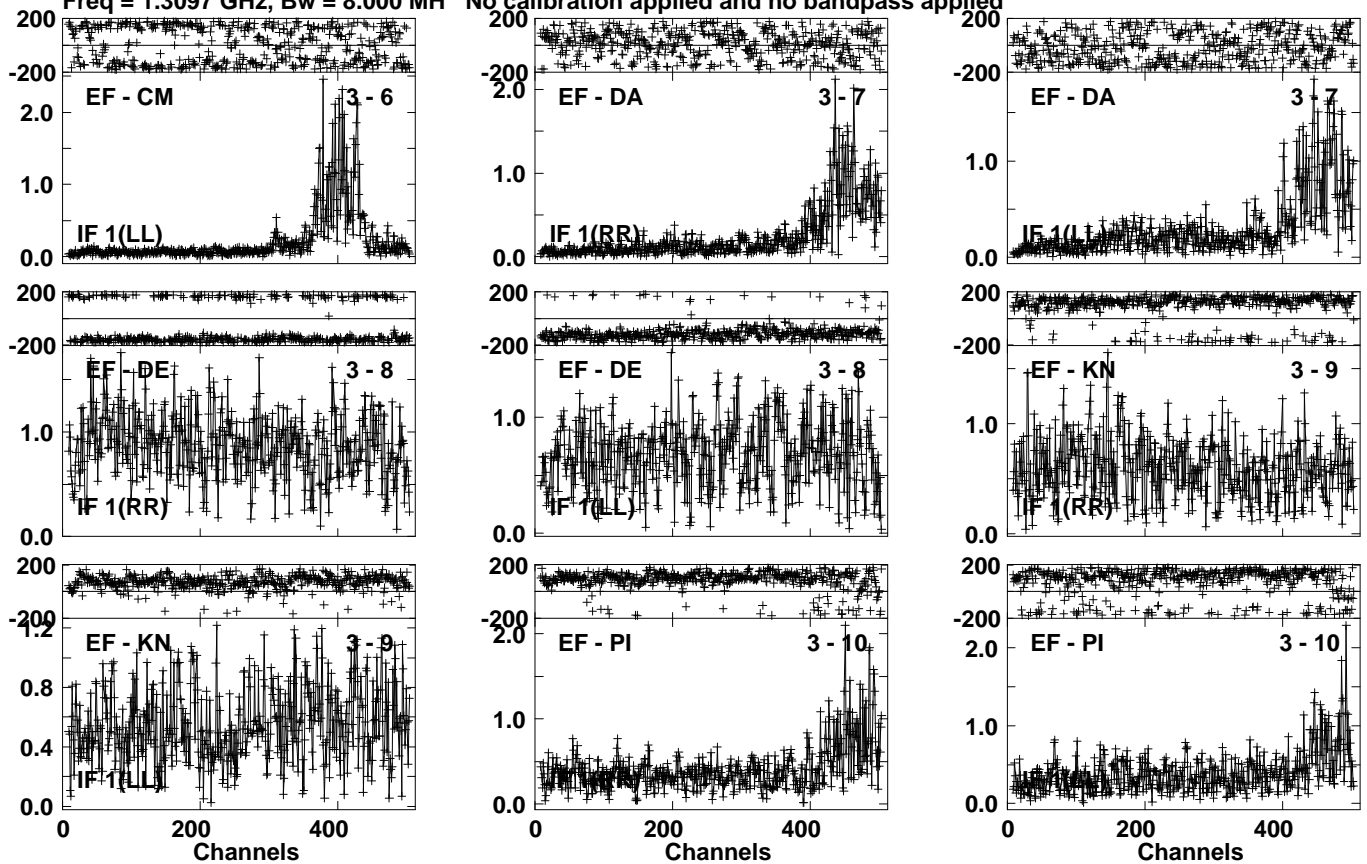 Freq = 1.3097 GHz, Bw = 8.000 MH No calibration applied and no bandpass applied
200 200 200
-200 -200 -200
EF - CM 3 - 6 EF - DA 3 - 7 EF - DA 3 - 7
2.0 2.0
1.0 1.0 1.0
IF 1(LL) IF 1(RR) IF 1(LL)
0.0 0.0 0.0
200 200 200
-200 -200 -200
EF - DE 3 - 8 EF - DE 3 - 8 EF - KN 3 - 9
1.0 1.0 1.0
IF 1(RR) IF 1(LL) IF 1(RR)
0.0 0.0 0.0
200 200 200
-200 -200 -200
1.2 EF - KN 3 - 9 EF - PI 3 - 10 EF - PI 3 - 10
2.0 2.0
0.8
1.0 1.0
0.4
IF 1(LL)
0.0 0.0 0.0
0 200 400 0 200 400 0 200 400
Channels Channels Channels